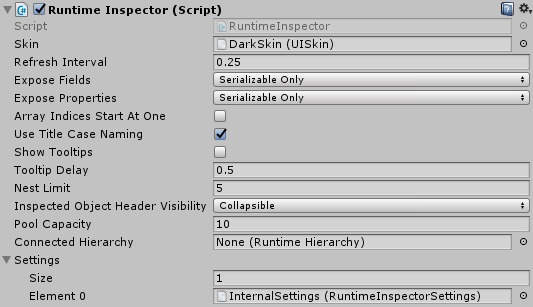 Runtime Inspector (Script)
Script RuntimeInspector
Skin DarkSkin (UISkin)
Refresh Interval 0.25
Expose Fields Serializable Only
Expose Properties Serializable Only
Array Indices Start At One
Use Title Case Naming
Show Tooltips
Tooltip Delay 0.5
Nest Limit 5
Inspected Object Header Visibility Collapsible
Pool Capacity 10
Connected Hierarchy None (Runtime Hierarchy)
Settings
Size 1
Element 0 InternalSettings (RuntimeInspectorSettings)